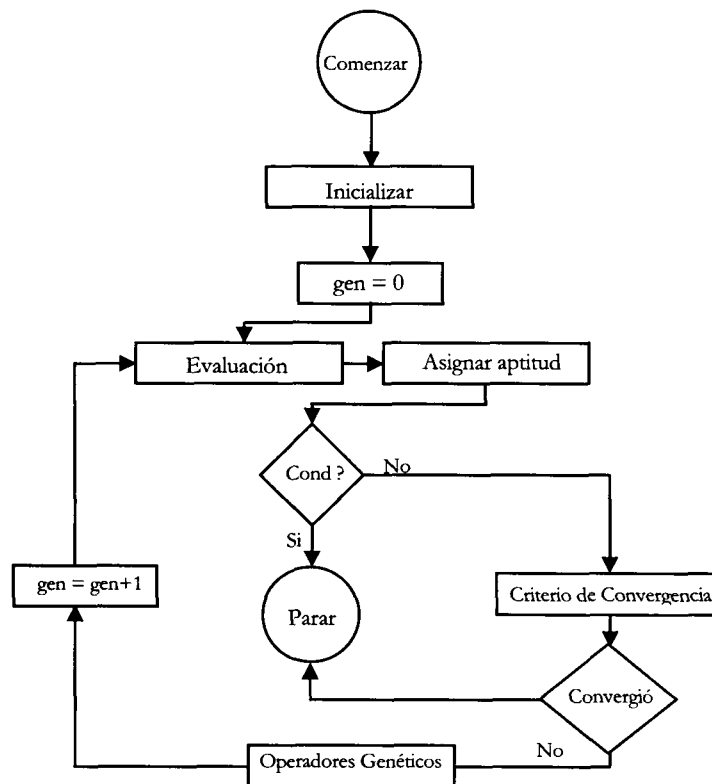 Comenzar
Inicializar
gen = 0
Evaluación
Asignar aptitud
Cond ?
No
Si
gen = gen+1
Criterio de Convergencia
Parar
Convergió
No
Operadores Genéticos